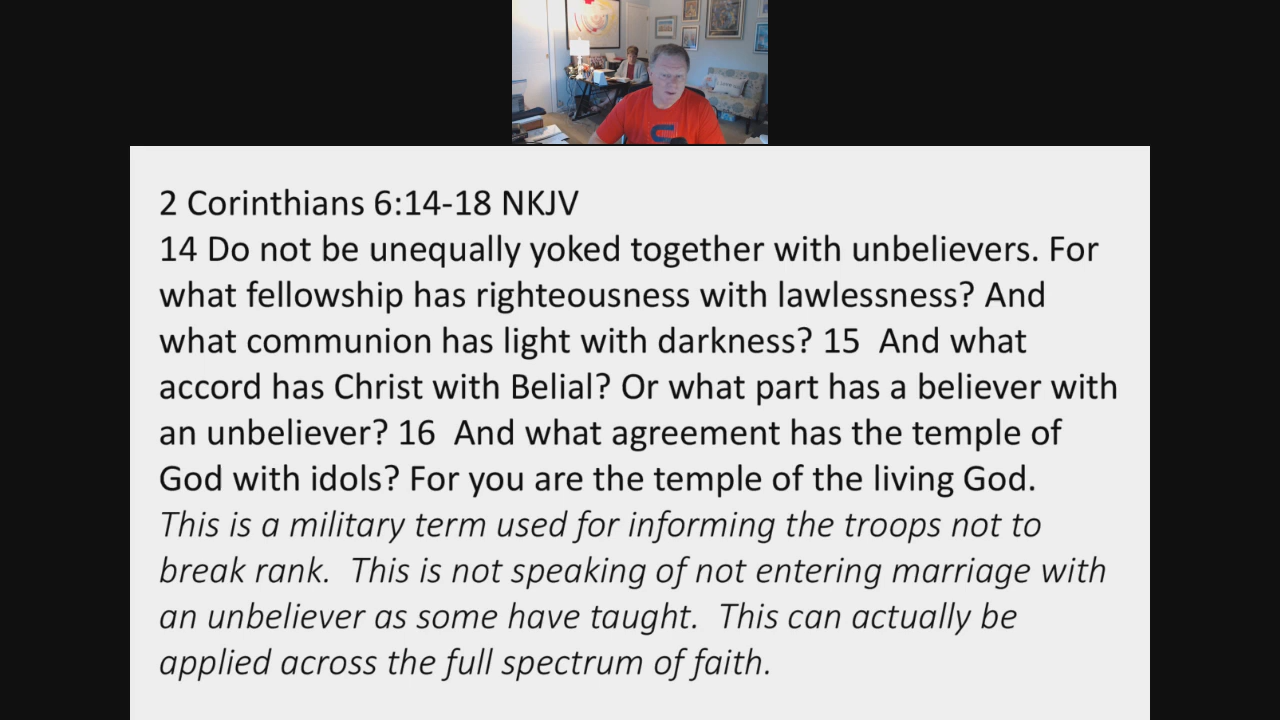 2 Corinthians 6:14-18 NKJV
14 Do not be unequally yoked together with unbelievers. For
what fellowship has righteousness with lawlessness? And
what communion has light with darkness? 15  And what
accord has Christ with Belial? Or what part has a believer with
an unbeliever? 16  And what agreement has the temple of
God with idols? For you are the temple of the living God.
This is a military term used for informing the troops not to
break rank.  This is not speaking of not entering marriage with
an unbeliever as some have taught.  This can actually be
applied across the full spectrum of faith.